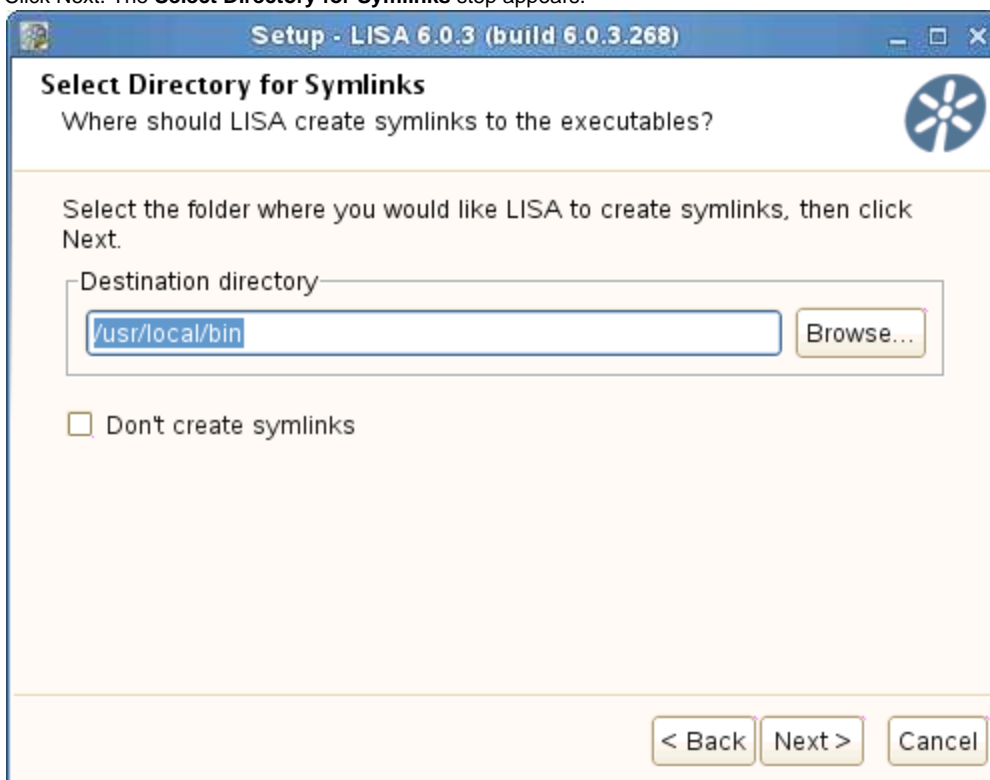 Click Next. The Select Directory for Symlinks step appears.
Setup - LISA 6.0.3 (build 6.0.3.268)
Select Directory for Symlinks
Where should LISA create symlinks to the executables?
Select the folder where you would like LISA to create symlinks, then click
Next.
Destination directory
/usr/local/bin
Browse...
Don't create symlinks
< Back
Next >
Cancel